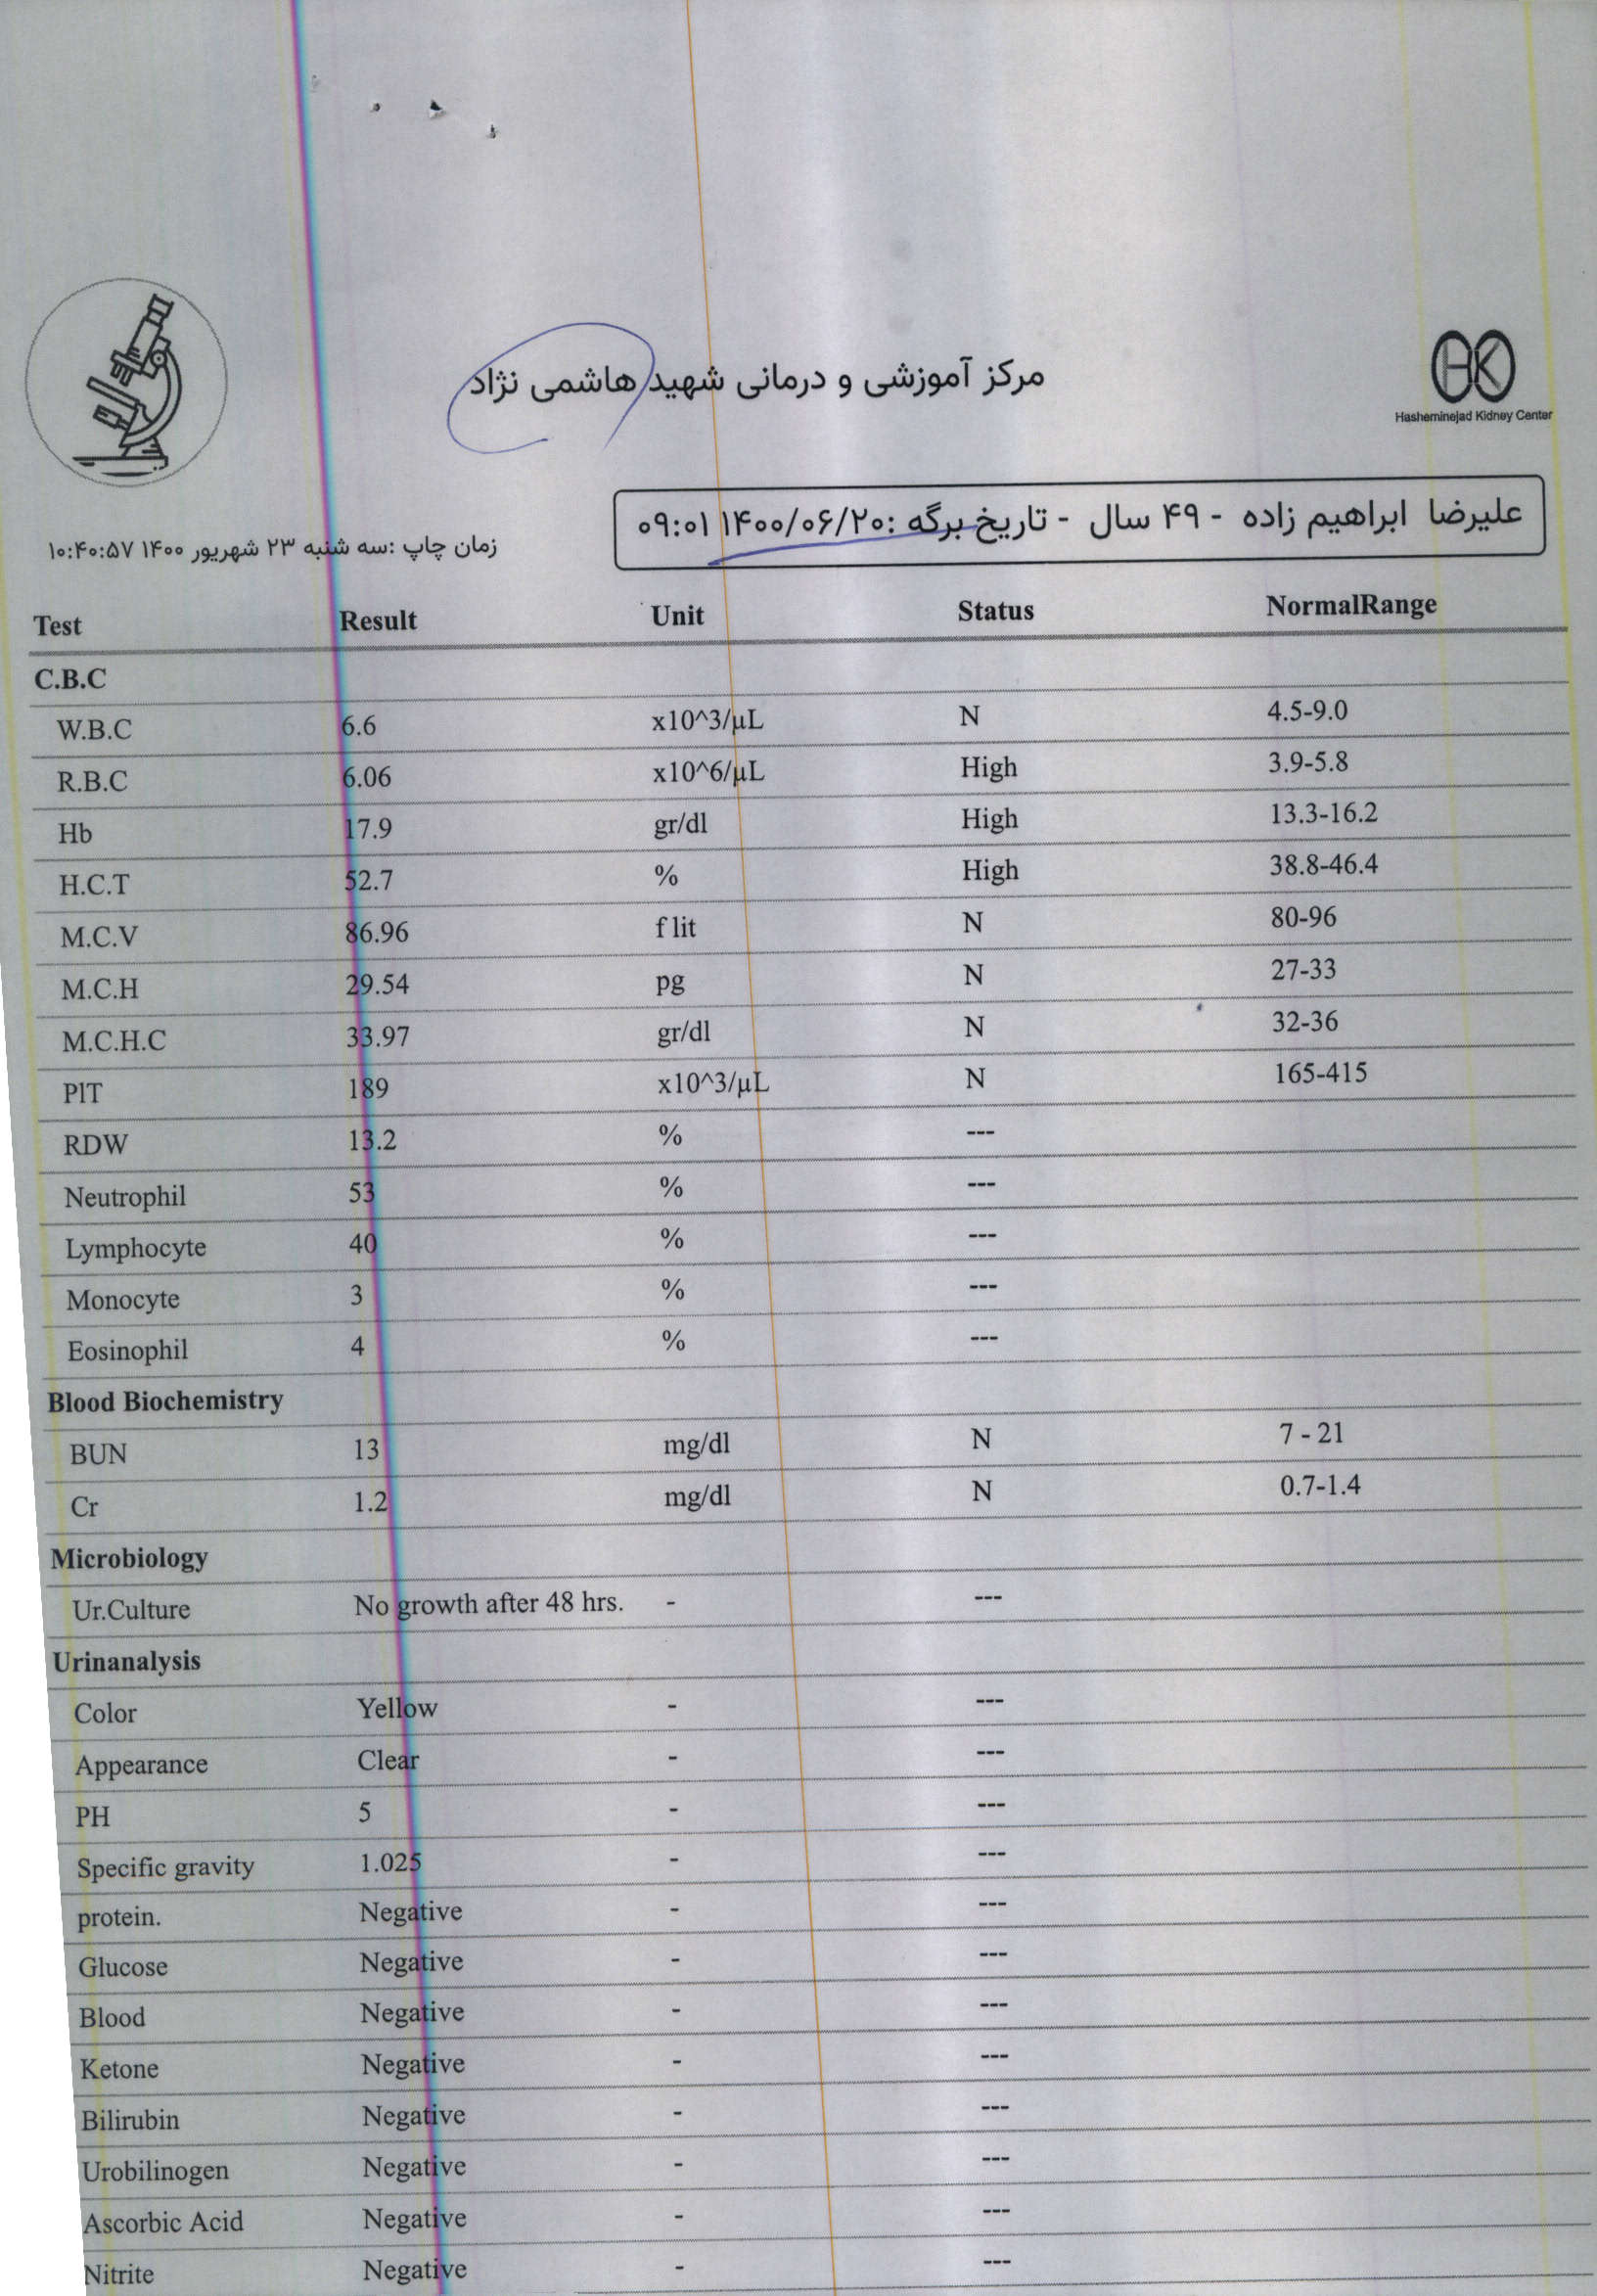 مرکز آموزشی و درمانی شهید هاشمی نژاد
HK
Hasheminejad Kidney Center
علیرضا ابراهیم زاده - ۴۹ سال - تاریخ برگه :۱۴۰۰/۰۶/۲۰ ۰۹:۰۱
زمان چاپ :سه شنبه ۲۳ شهریور ۱۴۰۰ ۱۰:۴۰:۵۷
Test Result Unit Status NormalRange
C.B.C
W.B.C 6.6 x10^3/µL N 4.5-9.0
R.B.C 6.06 x10^6/µL High 3.9-5.8
Hb 17.9 gr/dl High 13.3-16.2
H.C.T 52.7 % High 38.8-46.4
M.C.V 86.96 f lit N 80-96
M.C.H 29.54 pg N 27-33
M.C.H.C 33.97 gr/dl N 32-36
PlT 189 x10^3/µL N 165-415
RDW 13.2 % ---
Neutrophil 53 % ---
Lymphocyte 40 % ---
Monocyte 3 % ---
Eosinophil 4 % ---
Blood Biochemistry
BUN 13 mg/dl N 7 - 21
Cr 1.2 mg/dl N 0.7-1.4
Microbiology
Ur.Culture No growth after 48 hrs. - ---
Urinanalysis
Color Yellow - ---
Appearance Clear - ---
PH 5 - ---
Specific gravity 1.025 - ---
protein. Negative - ---
Glucose Negative - ---
Blood Negative - ---
Ketone Negative - ---
Bilirubin Negative - ---
Urobilinogen Negative - ---
Ascorbic Acid Negative - ---
Nitrite Negative - ---